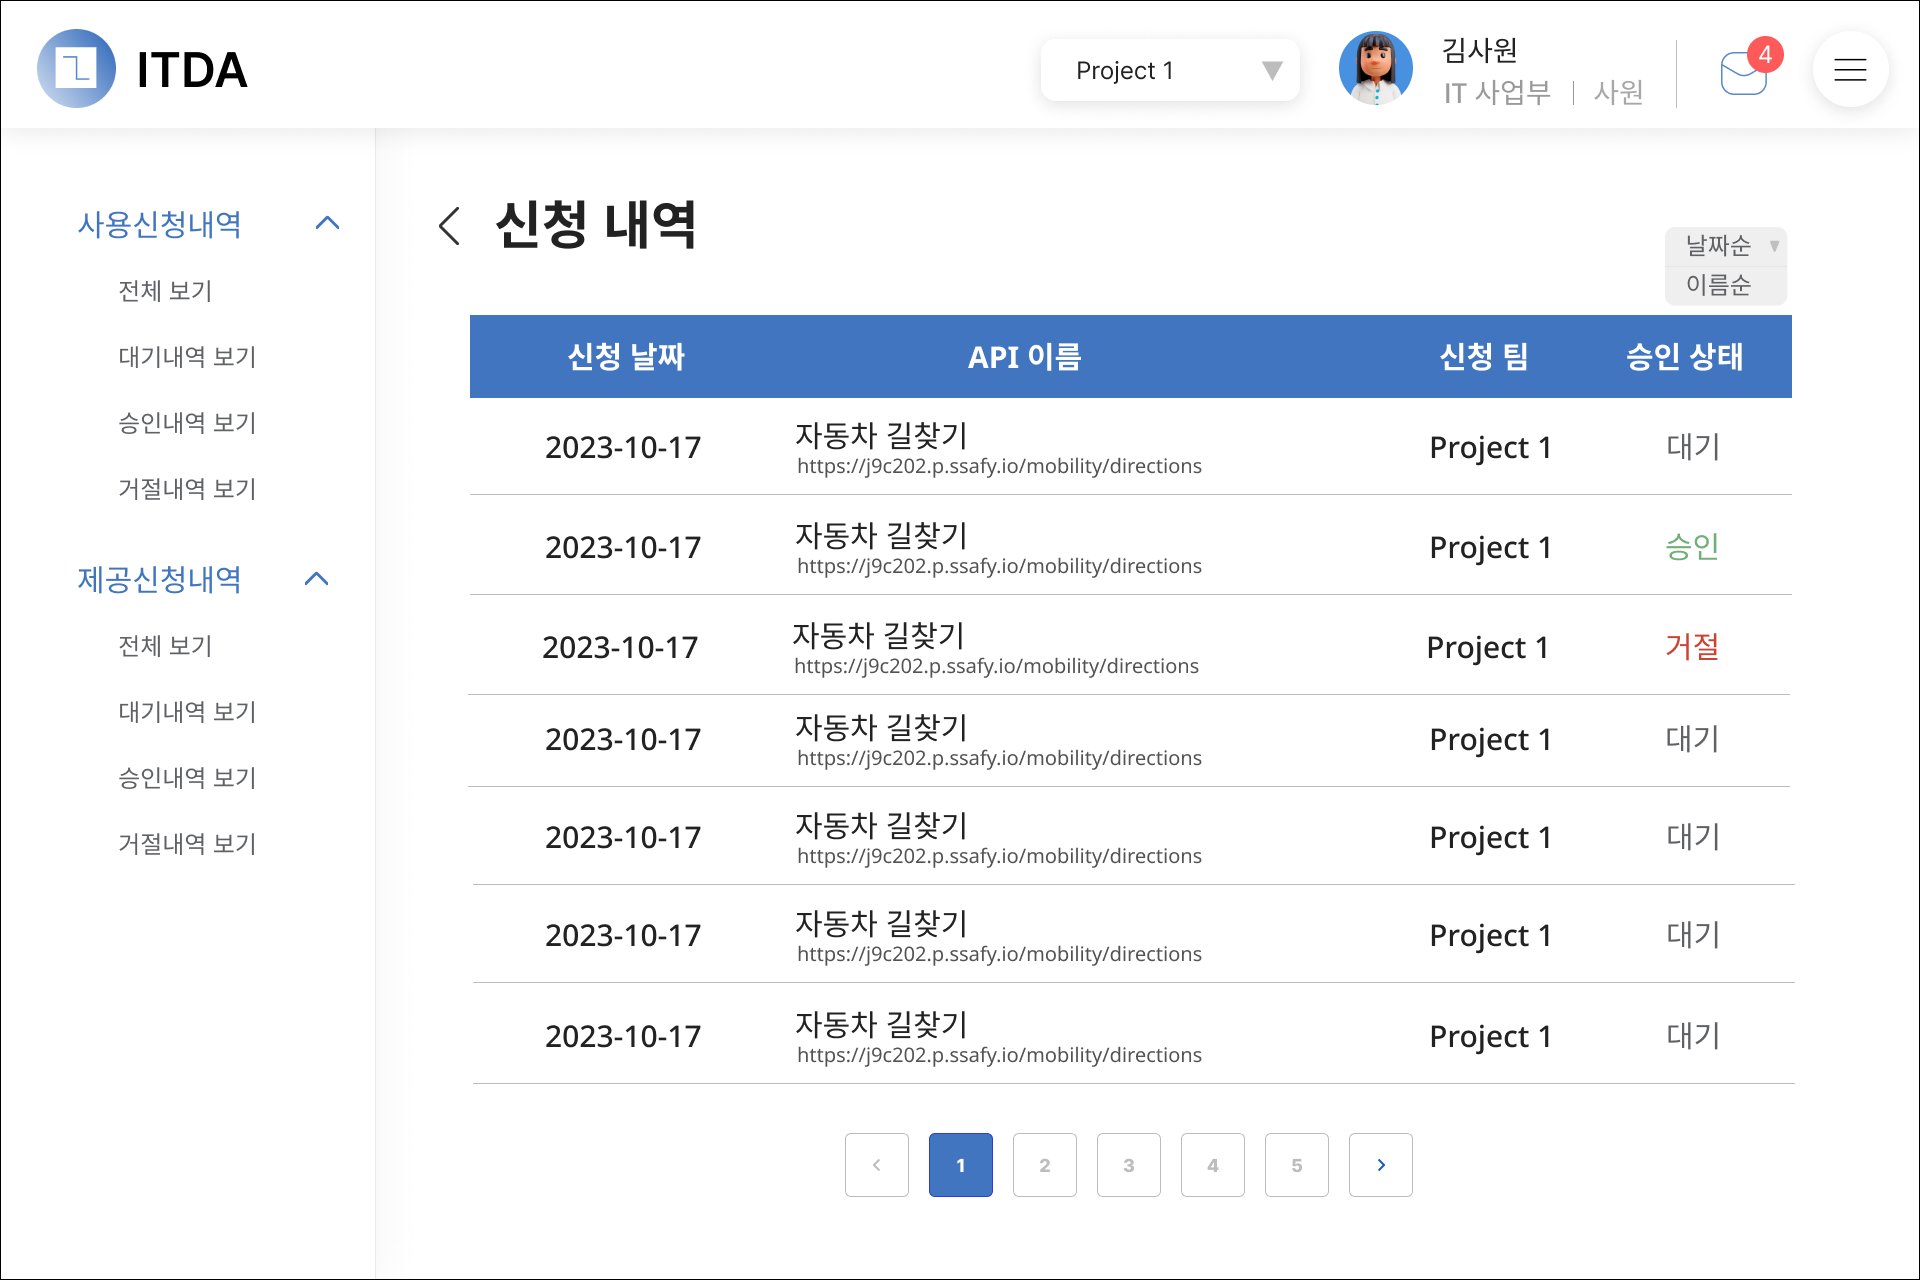 ITDA
Project 1
김사원
IT 사업부 | 사원
4
사용신청내역
전체 보기
대기내역 보기
승인내역 보기
거절내역 보기
제공신청내역
전체 보기
대기내역 보기
승인내역 보기
거절내역 보기
신청 내역
날짜순
이름순
신청 날짜 API 이름 신청 팀 승인 상태
2023-10-17 자동차 길찾기 Project 1 대기
https://j9c202.p.ssafy.io/mobility/directions
2023-10-17 자동차 길찾기 Project 1 승인
https://j9c202.p.ssafy.io/mobility/directions
2023-10-17 자동차 길찾기 Project 1 거절
https://j9c202.p.ssafy.io/mobility/directions
2023-10-17 자동차 길찾기 Project 1 대기
https://j9c202.p.ssafy.io/mobility/directions
2023-10-17 자동차 길찾기 Project 1 대기
https://j9c202.p.ssafy.io/mobility/directions
2023-10-17 자동차 길찾기 Project 1 대기
https://j9c202.p.ssafy.io/mobility/directions
2023-10-17 자동차 길찾기 Project 1 대기
https://j9c202.p.ssafy.io/mobility/directions
1 2 3 4 5